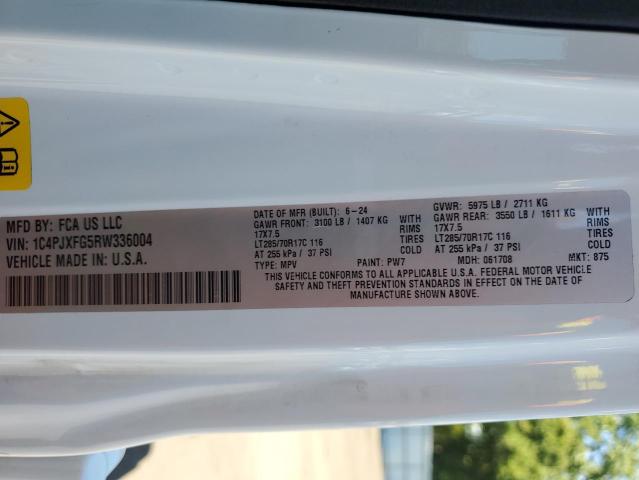 MFD BY: FCA US LLC
VIN: 1C4PJXFG5RW336004
VEHICLE MADE IN: U.S.A.
DATE OF MFR (BUILT): 6-24 GVWR: 5975 LB / 2711 KG
GAWR FRONT: 3100 LB / 1407 KG WITH GAWR REAR: 3550 LB / 1611 KG WITH
17X7.5 RIMS 17X7.5 RIMS
LT285/70R17C 116 TIRES LT285/70R17C 116 TIRES
AT 255 kPa / 37 PSI COLD AT 255 kPa / 37 PSI COLD
TYPE: MPV PAINT: PW7 MDH: 061708 MKT: 875
THIS VEHICLE CONFORMS TO ALL APPLICABLE U.S.A. FEDERAL MOTOR VEHICLE
SAFETY AND THEFT PREVENTION STANDARDS IN EFFECT ON THE DATE OF
MANUFACTURE SHOWN ABOVE.